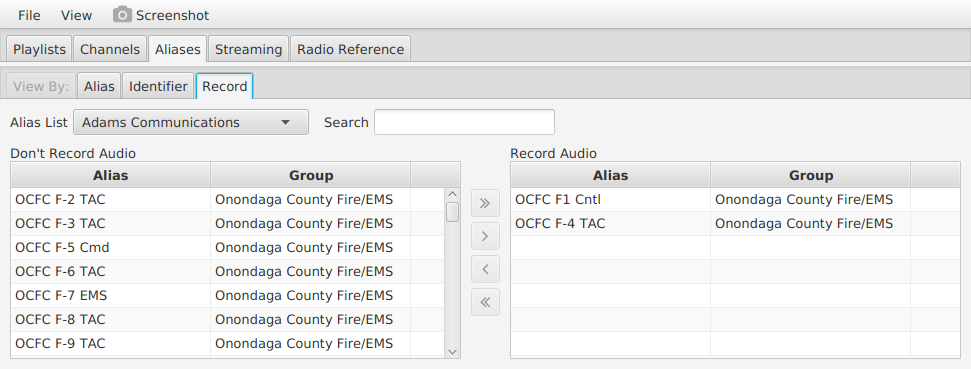 File View Screenshot
Playlists Channels Aliases Streaming Radio Reference
View By: Alias Identifier Record
Alias List Adams Communications Search
Don't Record Audio Record Audio
Alias Group Alias Group
OCFC F-2 TAC Onondaga County Fire/EMS OCFC F1 Cntl Onondaga County Fire/EMS
OCFC F-3 TAC Onondaga County Fire/EMS OCFC F-4 TAC Onondaga County Fire/EMS
OCFC F-5 Cmd Onondaga County Fire/EMS
OCFC F-6 TAC Onondaga County Fire/EMS
OCFC F-7 EMS Onondaga County Fire/EMS
OCFC F-8 TAC Onondaga County Fire/EMS
OCFC F-9 TAC Onondaga County Fire/EMS